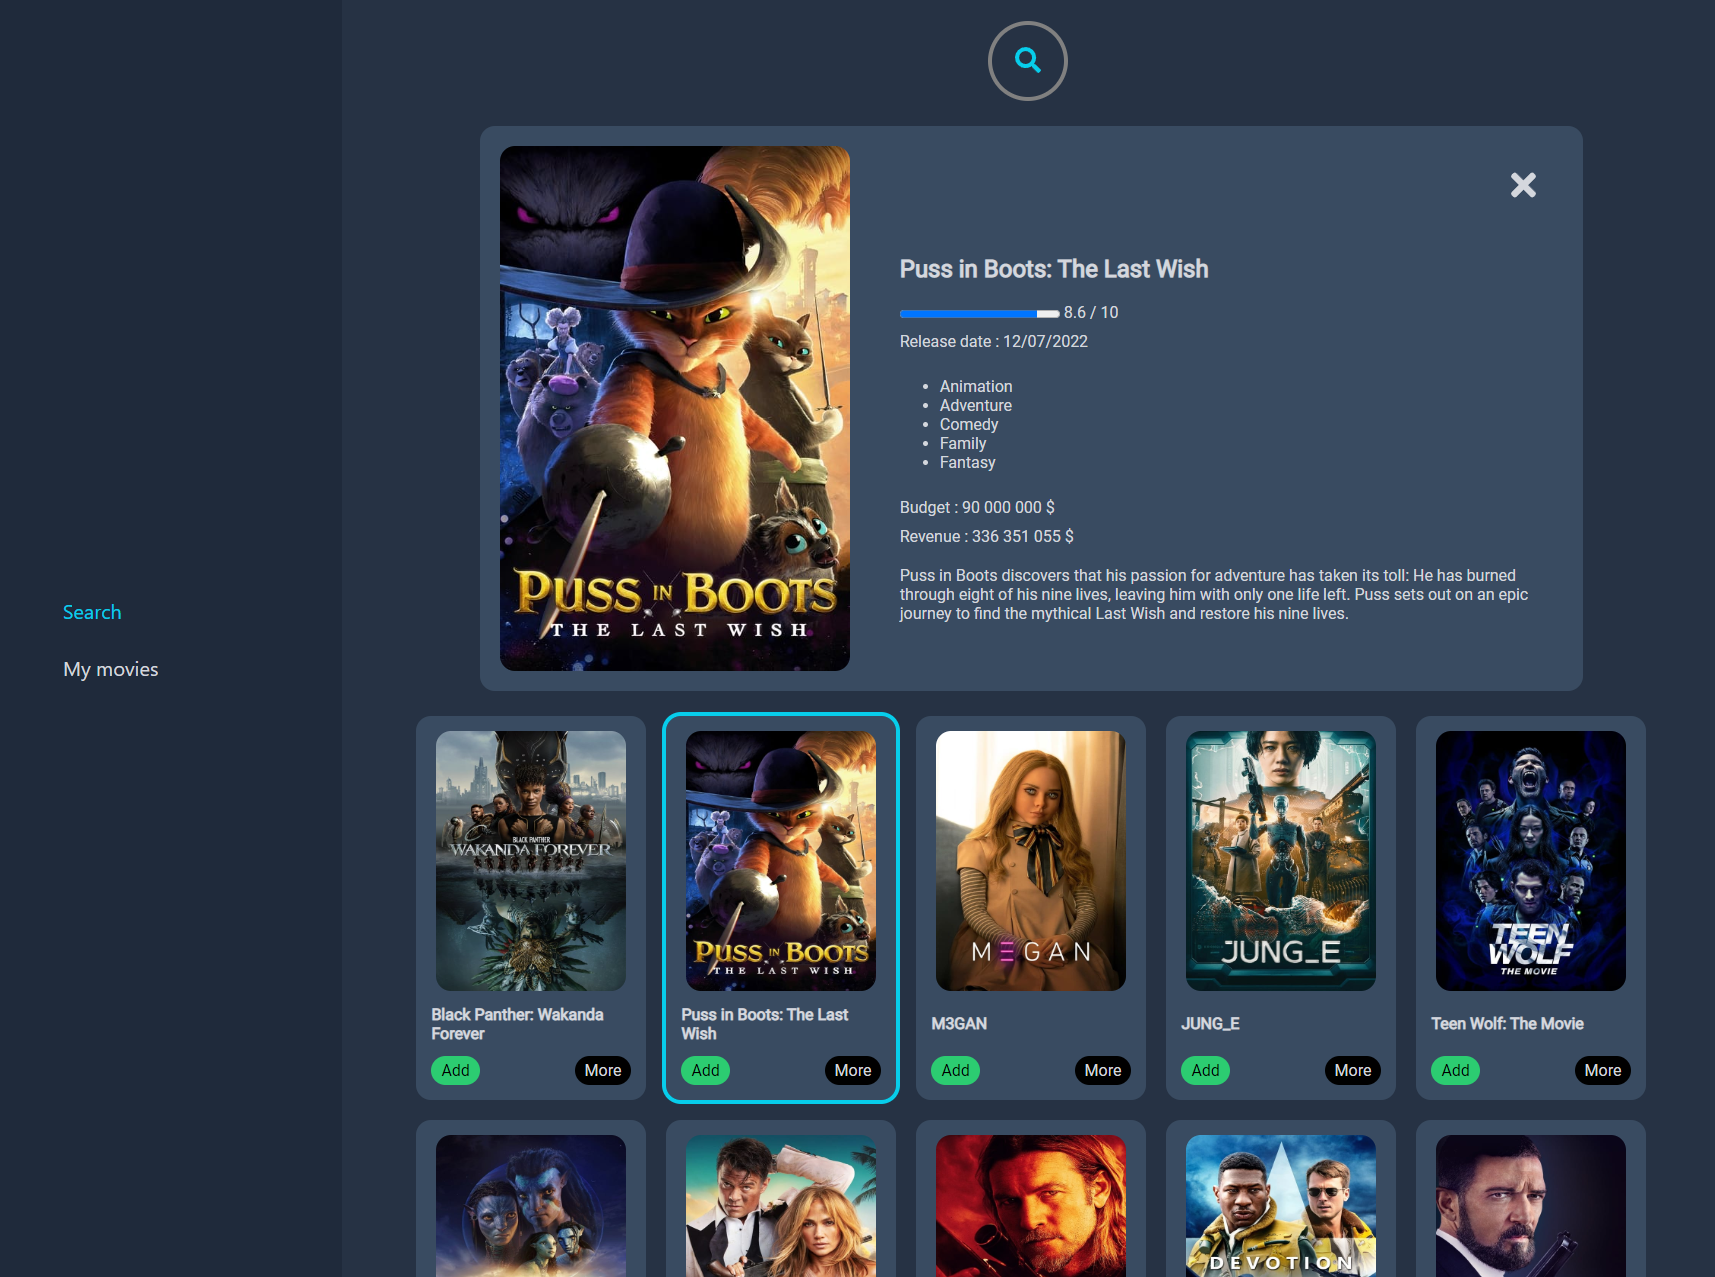 Search
My movies
PUSS IN BOOTS
THE LAST WISH
Puss in Boots: The Last Wish
8.6 / 10
Release date : 12/07/2022
Animation
Adventure
Comedy
Family
Fantasy
Budget : 90 000 000 $
Revenue : 336 351 055 $
Puss in Boots discovers that his passion for adventure has taken its toll: He has burned
through eight of his nine lives, leaving him with only one life left. Puss sets out on an epic
journey to find the mythical Last Wish and restore his nine lives.
BLACK PANTHER
WAKANDA FOREVER
Black Panther: Wakanda
Forever
Add
More
PUSS IN BOOTS
THE LAST WISH
Puss in Boots: The Last
Wish
Add
More
M3GAN
M3GAN
Add
More
JUNG_E
JUNG_E
Add
More
TEEN
WOLF
THE MOVIE
Teen Wolf: The Movie
Add
More
DEVOTION